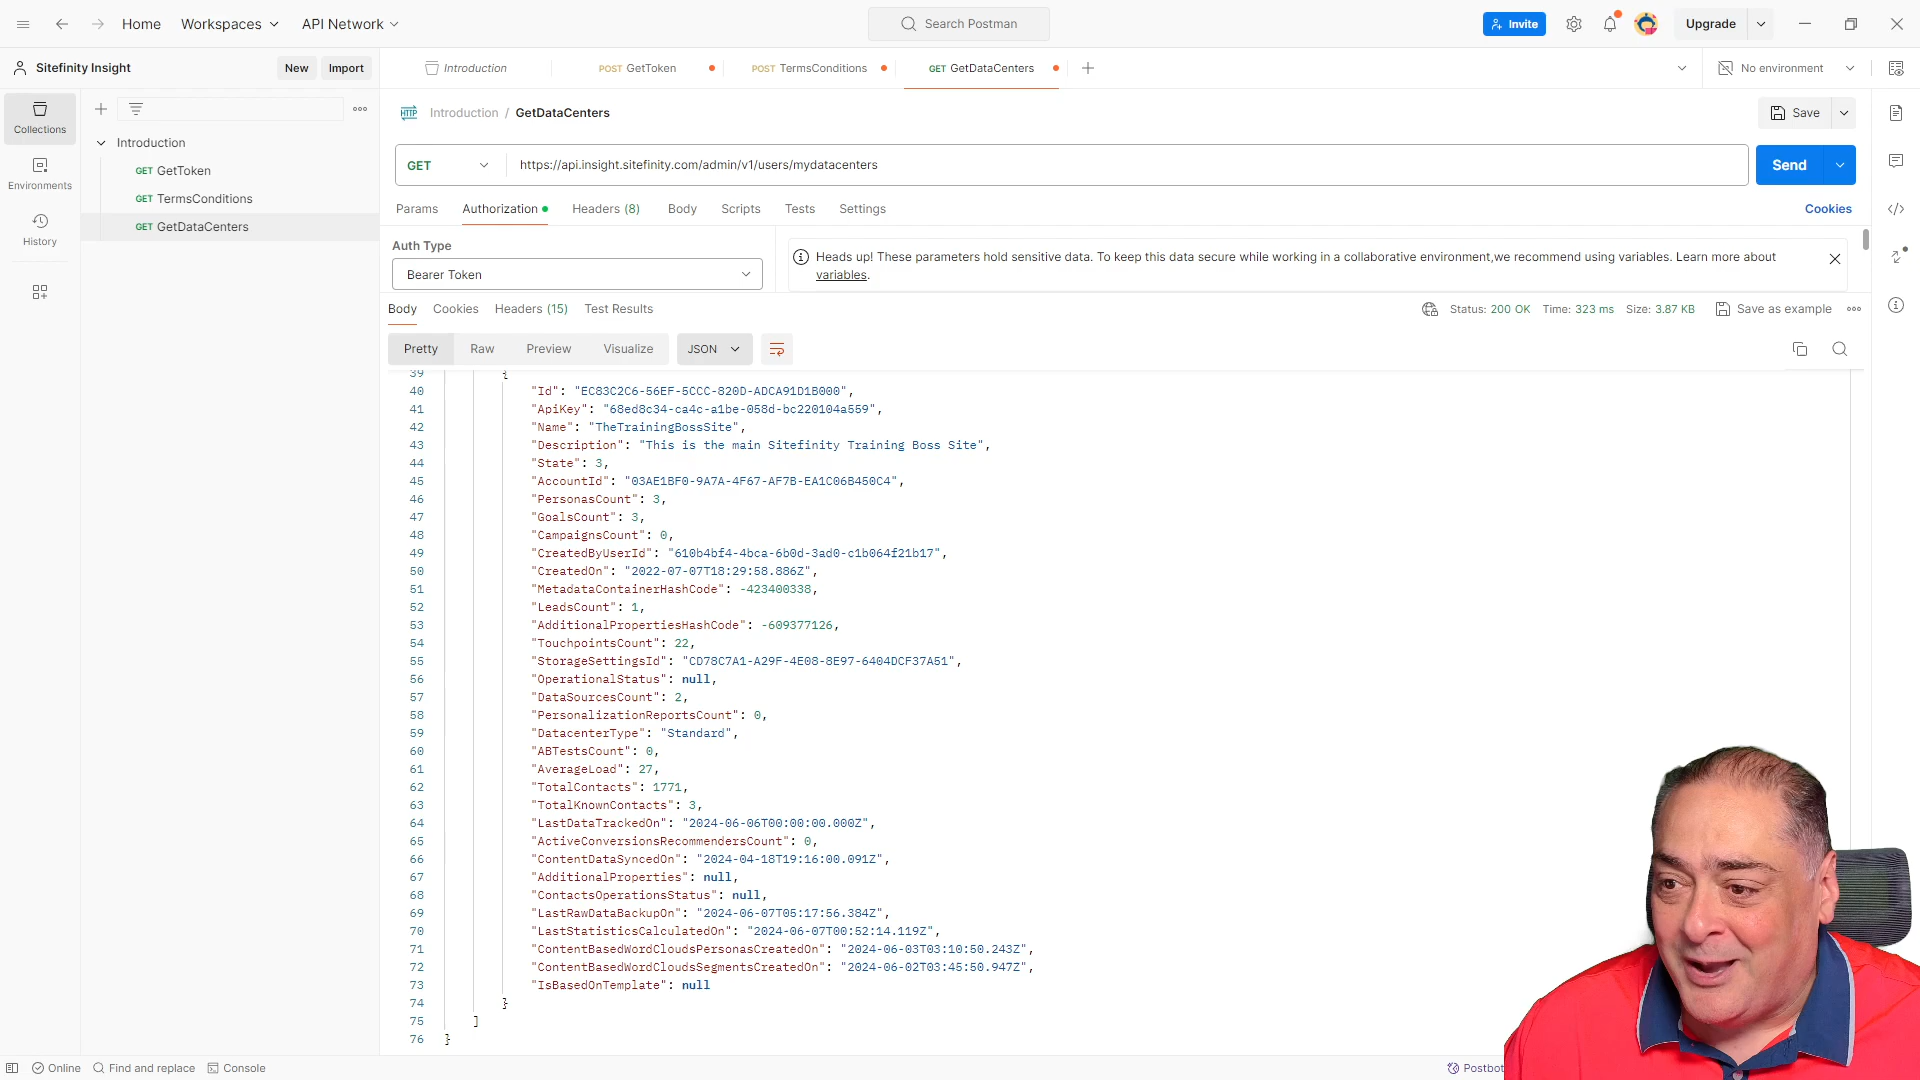 Home
Workspaces
API Network
Search Postman
Invite
Upgrade
Sitefinity Insight
New
Import
Introduction
POST GetToken
POST TermsConditions
GET GetDataCenters
No environment
Collections
Environments
History
Introduction
GET GetToken
GET TermsConditions
GET GetDataCenters
HTTP
Introduction / GetDataCenters
Save
GET
https://api.insight.sitefinity.com/admin/v1/users/mydatacenters
Send
Params
Authorization
Headers (8)
Body
Scripts
Tests
Settings
Cookies
Auth Type
Bearer Token
Heads up! These parameters hold sensitive data. To keep this data secure while working in a collaborative environment,we recommend using variables. Learn more about
variables.
Body
Cookies
Headers (15)
Test Results
Status: 200 OK
Time: 323 ms
Size: 3.87 KB
Save as example
Pretty
Raw
Preview
Visualize
JSON
39 {
40 "Id": "EC83C2C6-56EF-5CCC-820D-ADCA91D1B000",
41 "ApiKey": "68ed8c34-ca4c-a1be-058d-bc220104a559",
42 "Name": "TheTrainingBossSite",
43 "Description": "This is the main Sitefinity Training Boss Site",
44 "State": 3,
45 "AccountId": "03AE1BF0-9A7A-4F67-AF7B-EA1C06B450C4",
46 "PersonasCount": 3,
47 "GoalsCount": 3,
48 "CampaignsCount": 0,
49 "CreatedByUserId": "610b4bf4-4bca-6b0d-3ad0-c1b064f21b17",
50 "CreatedOn": "2022-07-07T18:29:58.886Z",
51 "MetadataContainerHashCode": -423400338,
52 "LeadsCount": 1,
53 "AdditionalPropertiesHashCode": -609377126,
54 "TouchpointsCount": 22,
55 "StorageSettingsId": "CD78C7A1-A29F-4E08-8E97-6404DCF37A51",
56 "OperationalStatus": null,
57 "DataSourcesCount": 2,
58 "PersonalizationReportsCount": 0,
59 "DatacenterType": "Standard",
60 "ABTestsCount": 0,
61 "AverageLoad": 27,
62 "TotalContacts": 1771,
63 "TotalKnownContacts": 3,
64 "LastDataTrackedOn": "2024-06-06T00:00:00.000Z",
65 "ActiveConversionsRecommendersCount": 0,
66 "ContentDataSyncedOn": "2024-04-18T19:16:00.091Z",
67 "AdditionalProperties": null,
68 "ContactsOperationsStatus": null,
69 "LastRawDataBackupOn": "2024-06-07T05:17:56.384Z",
70 "LastStatisticsCalculatedOn": "2024-06-07T00:52:14.119Z",
71 "ContentBasedWordCloudsPersonasCreatedOn": "2024-06-03T03:10:50.243Z",
72 "ContentBasedWordCloudsSegmentsCreatedOn": "2024-06-02T03:45:50.947Z",
73 "IsBasedOnTemplate": null
74 }
75 ]
76 }
Online
Find and replace
Console
Postbot